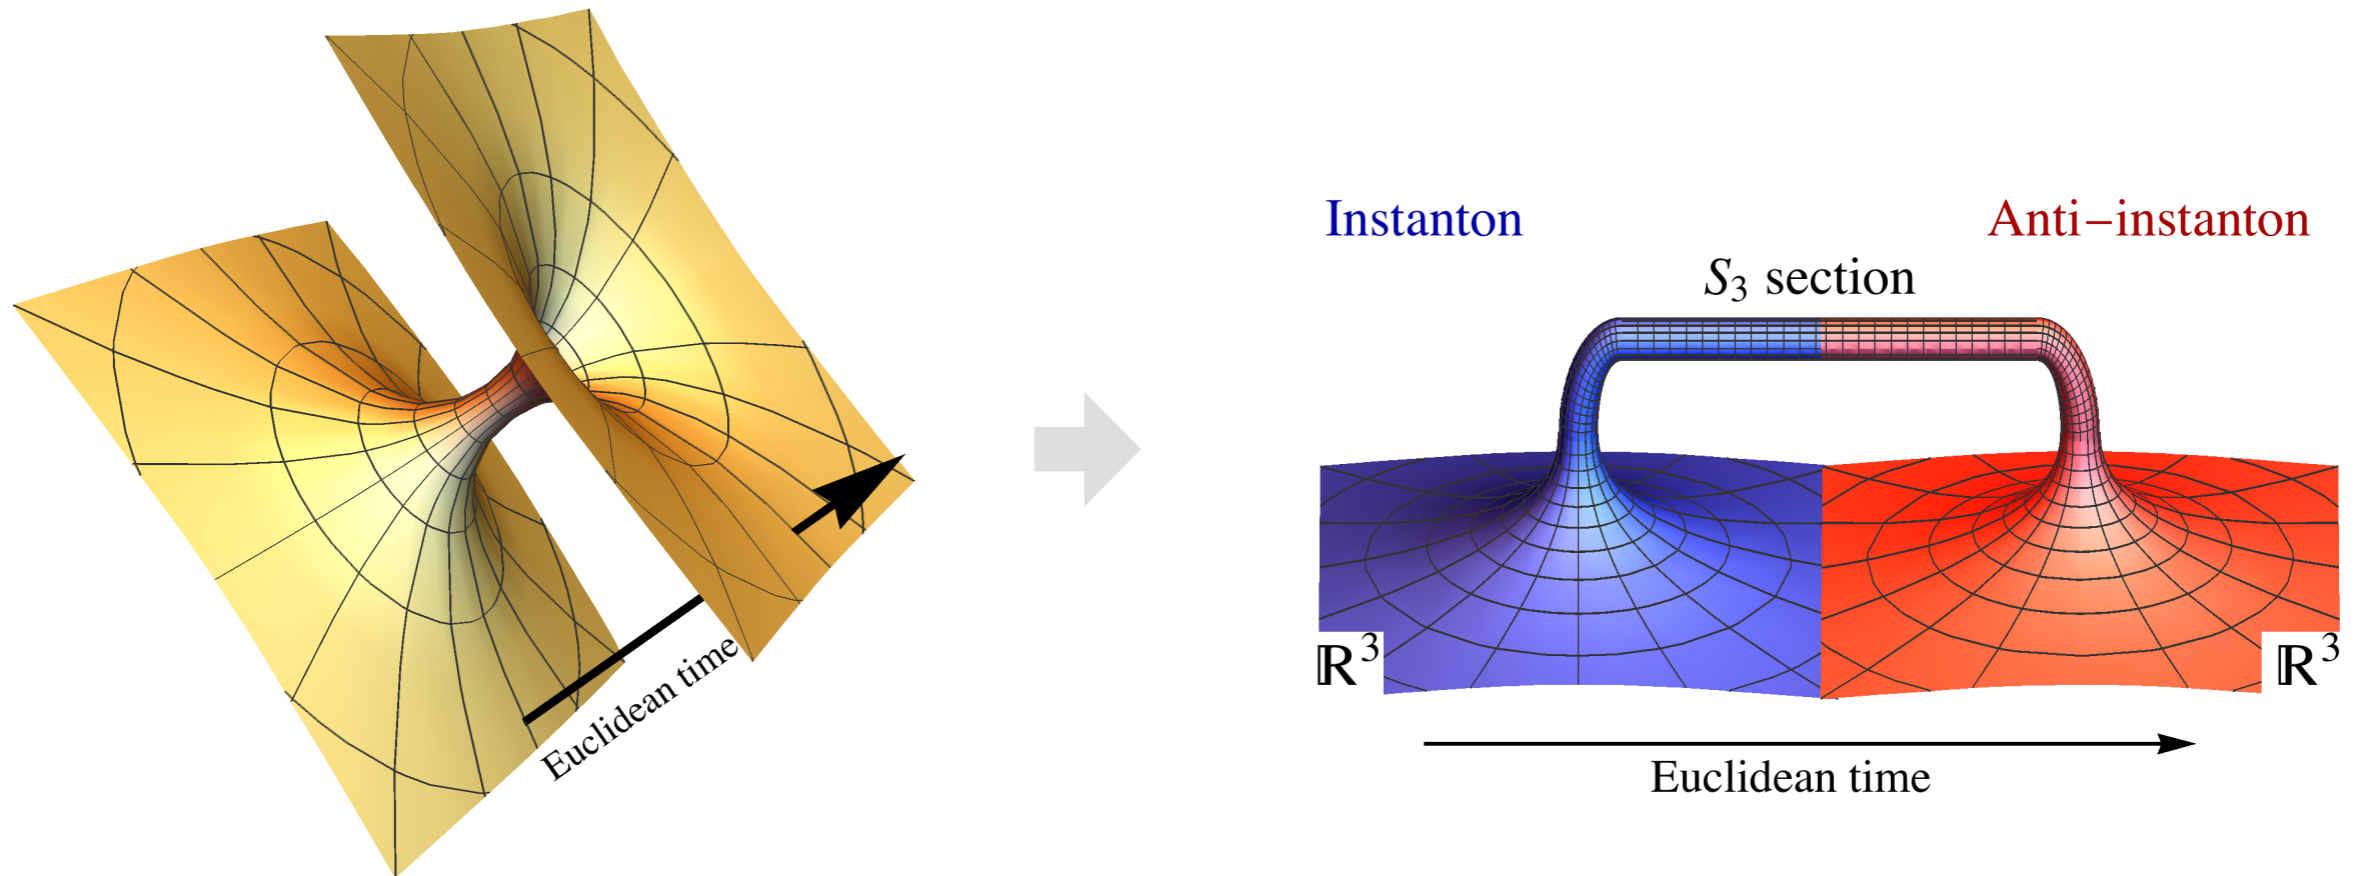 Euclidean time
Instanton
Anti−instanton
S₃ section
ℝ³
ℝ³
Euclidean time